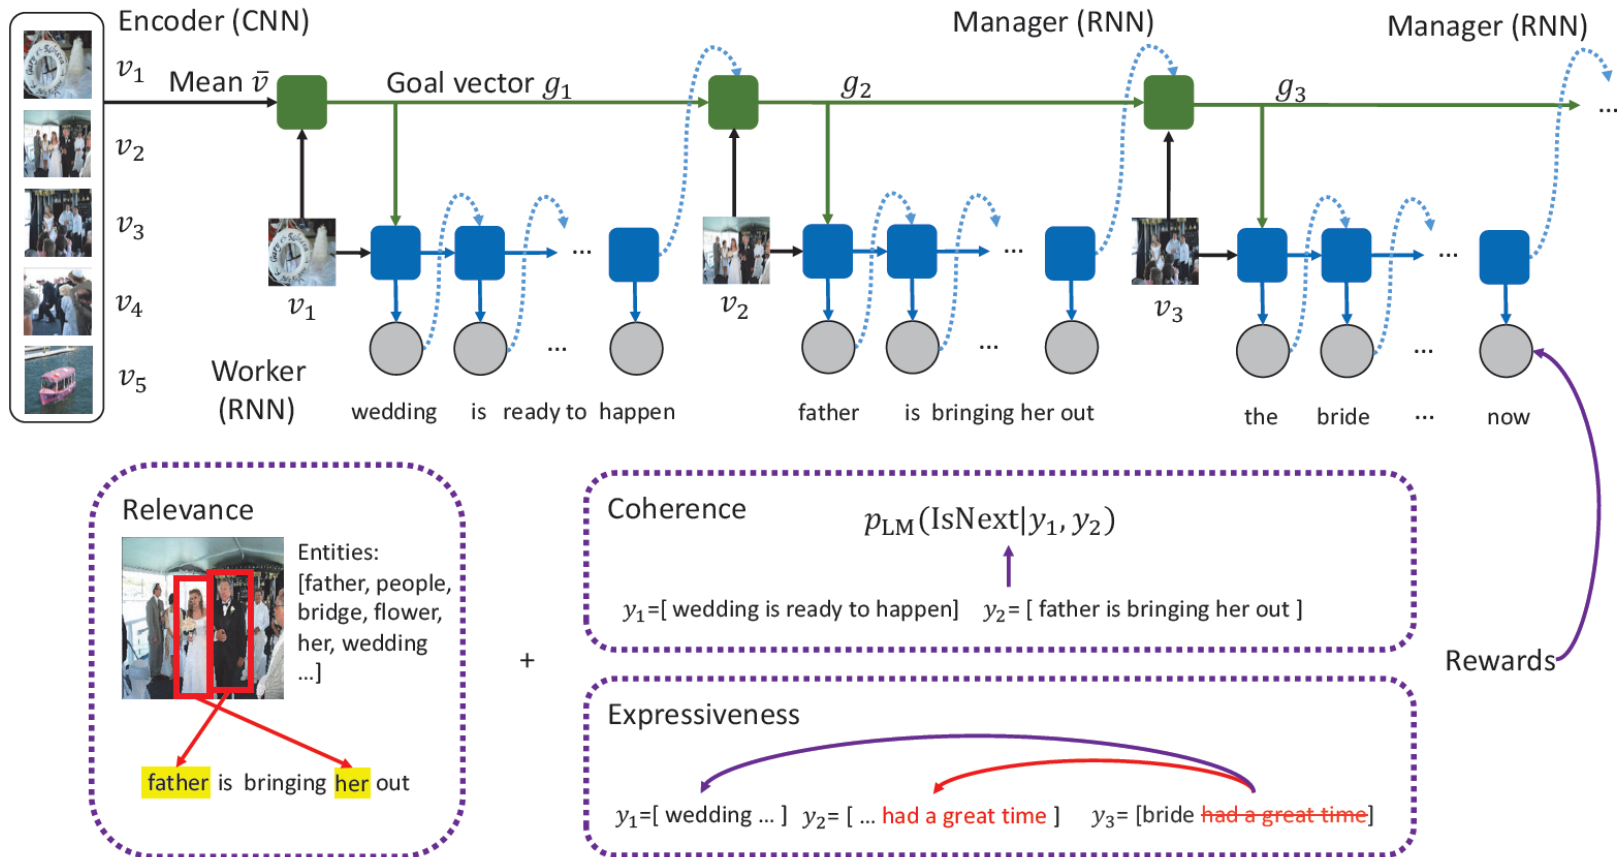 Encoder (CNN)
Manager (RNN)
Manager (RNN)
v₁
Mean v̄
Goal vector g₁
g₂
g₃
...
v₂
v₃
v₄
v₅
...
...
...
v₁
v₂
v₃
...
...
...
Worker
(RNN)
wedding is ready to happen
father is bringing her out
the bride ... now
Relevance
Entities:
[father, people,
bridge, flower,
her, wedding
...]
father is bringing her out
+
Coherence
p_LM(IsNext|y₁, y₂)
y₁=[ wedding is ready to happen] y₂= [ father is bringing her out ]
Rewards
Expressiveness
y₁=[ wedding ... ] y₂= [ ... had a great time ] y₃= [bride had a great time]